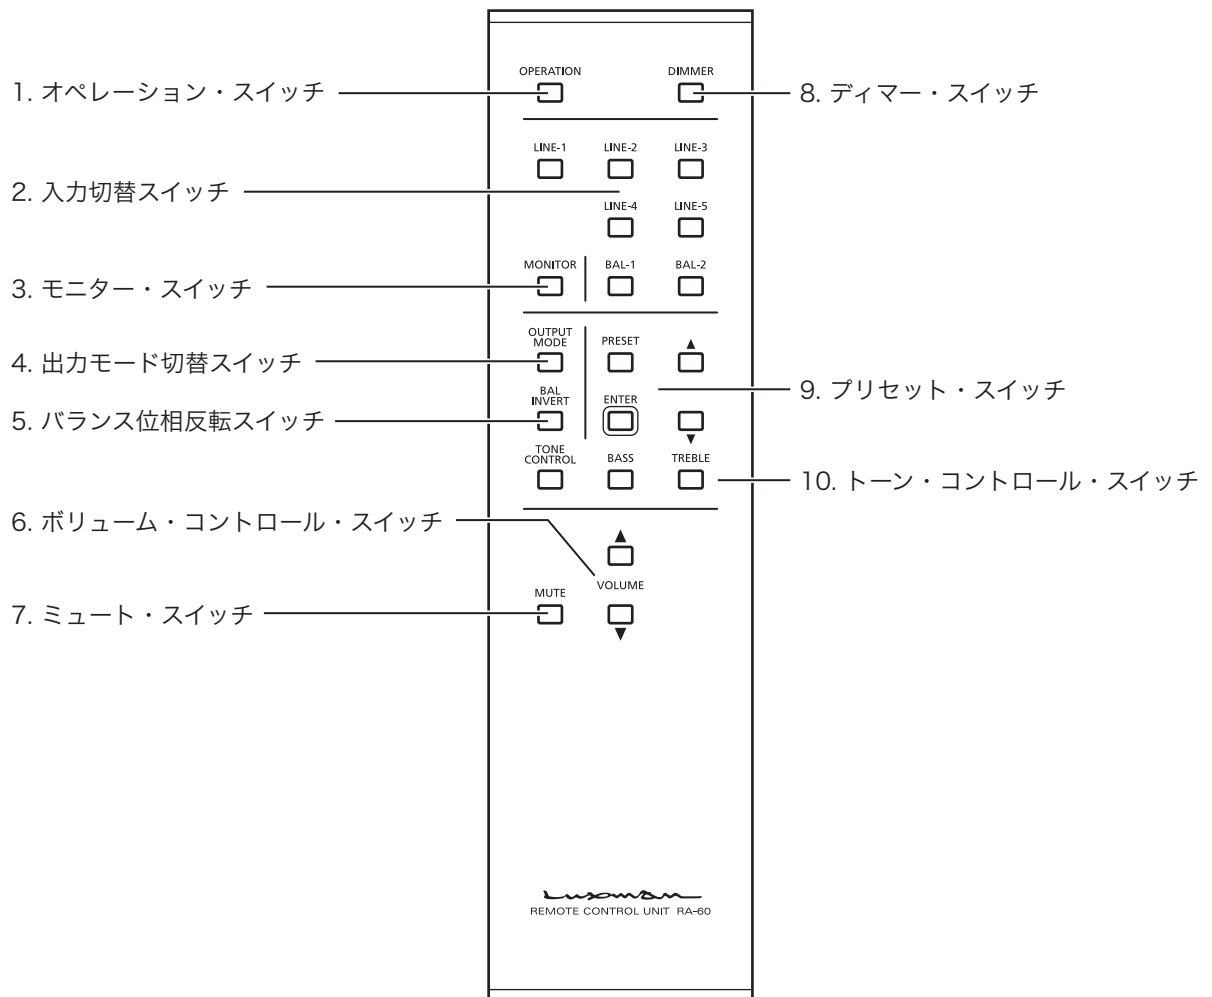 OPERATION
DIMMER
1. オペレーション・スイッチ
8. ディマー・スイッチ
LINE-1
LINE-2
LINE-3
2. 入力切替スイッチ
LINE-4
LINE-5
MONITOR
BAL-1
BAL-2
3. モニター・スイッチ
OUTPUT
MODE
PRESET
▲
4. 出力モード切替スイッチ
9. プリセット・スイッチ
BAL
INVERT
ENTER
5. バランス位相反転スイッチ
▼
TONE
CONTROL
BASS
TREBLE
10. トーン・コントロール・スイッチ
6. ボリューム・コントロール・スイッチ
▲
VOLUME
MUTE
7. ミュート・スイッチ
▼
Luxman
REMOTE CONTROL UNIT RA-60